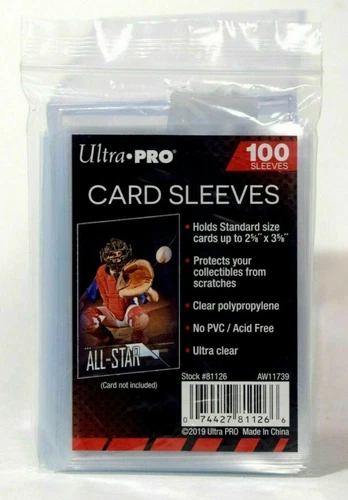 Ultra•PRO®
100
SLEEVES
CARD SLEEVES
• Holds Standard size
cards up to 2⅝" x 3⅝"
• Protects your
collectibles from
scratches
• Clear polypropylene
• No PVC / Acid Free
• Ultra clear
ALL-STAR
(Card not included)
Stock #81126
AW11739
0 74427 81126 6
©2019 Ultra PRO Made In China